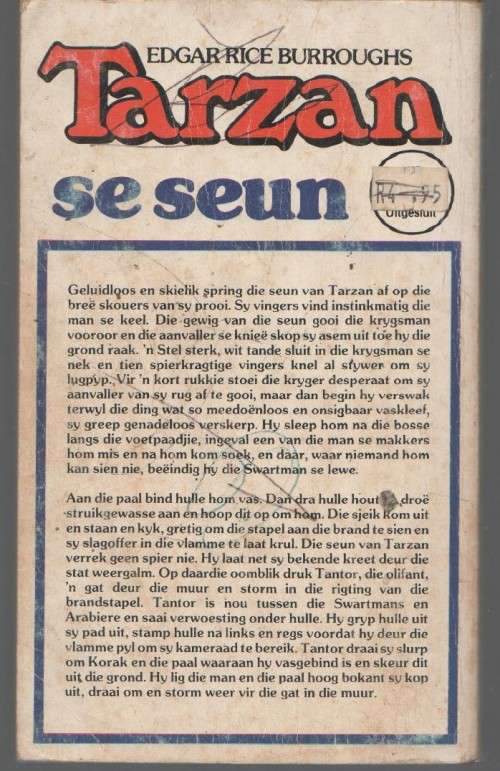 EDGAR RICE BURROUGHS
Tarzan
se seun
R4 .95
Uitgesluit
Geluidloos en skielik spring die seun van Tarzan af op die
breë skouers van sy prooi. Sy vingers vind instinkmatig die
man se keel. Die gewig van die seun gooi die krygsman
vooroor en die aanvaller se knieë skop sy asem uit toe hy die
grond raak. 'n Stel sterk, wit tande sluit in die krygsman se
nek en tien spierkragtige vingers knel al stywer om sy
lugpyp. Vir 'n kort rukkie stoei die kryger desperaat om sy
aanvaller van sy rug af te gooi, maar dan begin hy verswak
terwyl die ding wat so meedoënloos en onsigbaar vaskleef,
sy greep genadeloos verskerp. Hy sleep hom na die bosse
langs die voetpaadjie, ingeval een van die man se makkers
hom mis en na hom kom soek, en daar, waar niemand hom
kan sien nie, beëindig hy die Swartman se lewe.
Aan die paal bind hulle hom vas. Dan dra hulle hout droë
struikgewasse aan en hoop dit op om hom. Die sjeik kom uit
en staan en kyk, gretig om die stapel aan die brand te sien en
sy slagoffer in die vlamme te laat krul. Die seun van Tarzan
verrek geen spier nie. Hy laat net sy bekende kreet deur die
stat weergalm. Op daardie oomblik druk Tantor, die olifant,
'n gat deur die muur en storm in die rigting van die
brandstapel. Tantor is nou tussen die Swartmans en
Arabiere en saai verwoesting onder hulle. Hy gryp hulle uit
sy pad uit, stamp hulle na links en regs voordat hy deur die
vlamme pyl om sy kameraad te bereik. Tantor draai sy slurp
om Korak en die paal waaraan hy vasgebind is en skeur dit
uit die grond. Hy lig die man en die paal hoog bokant sy kop
uit, draai om en storm weer vir die gat in die muur.